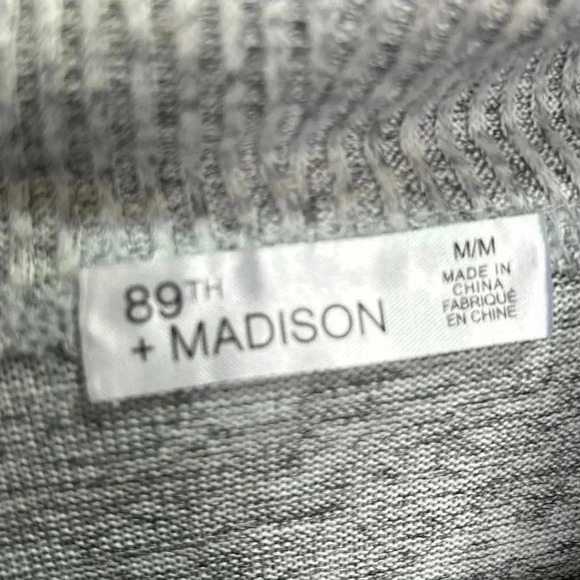 89TH
+ MADISON
M/M
MADE IN
CHINA
FABRIQUÉ
EN CHINE